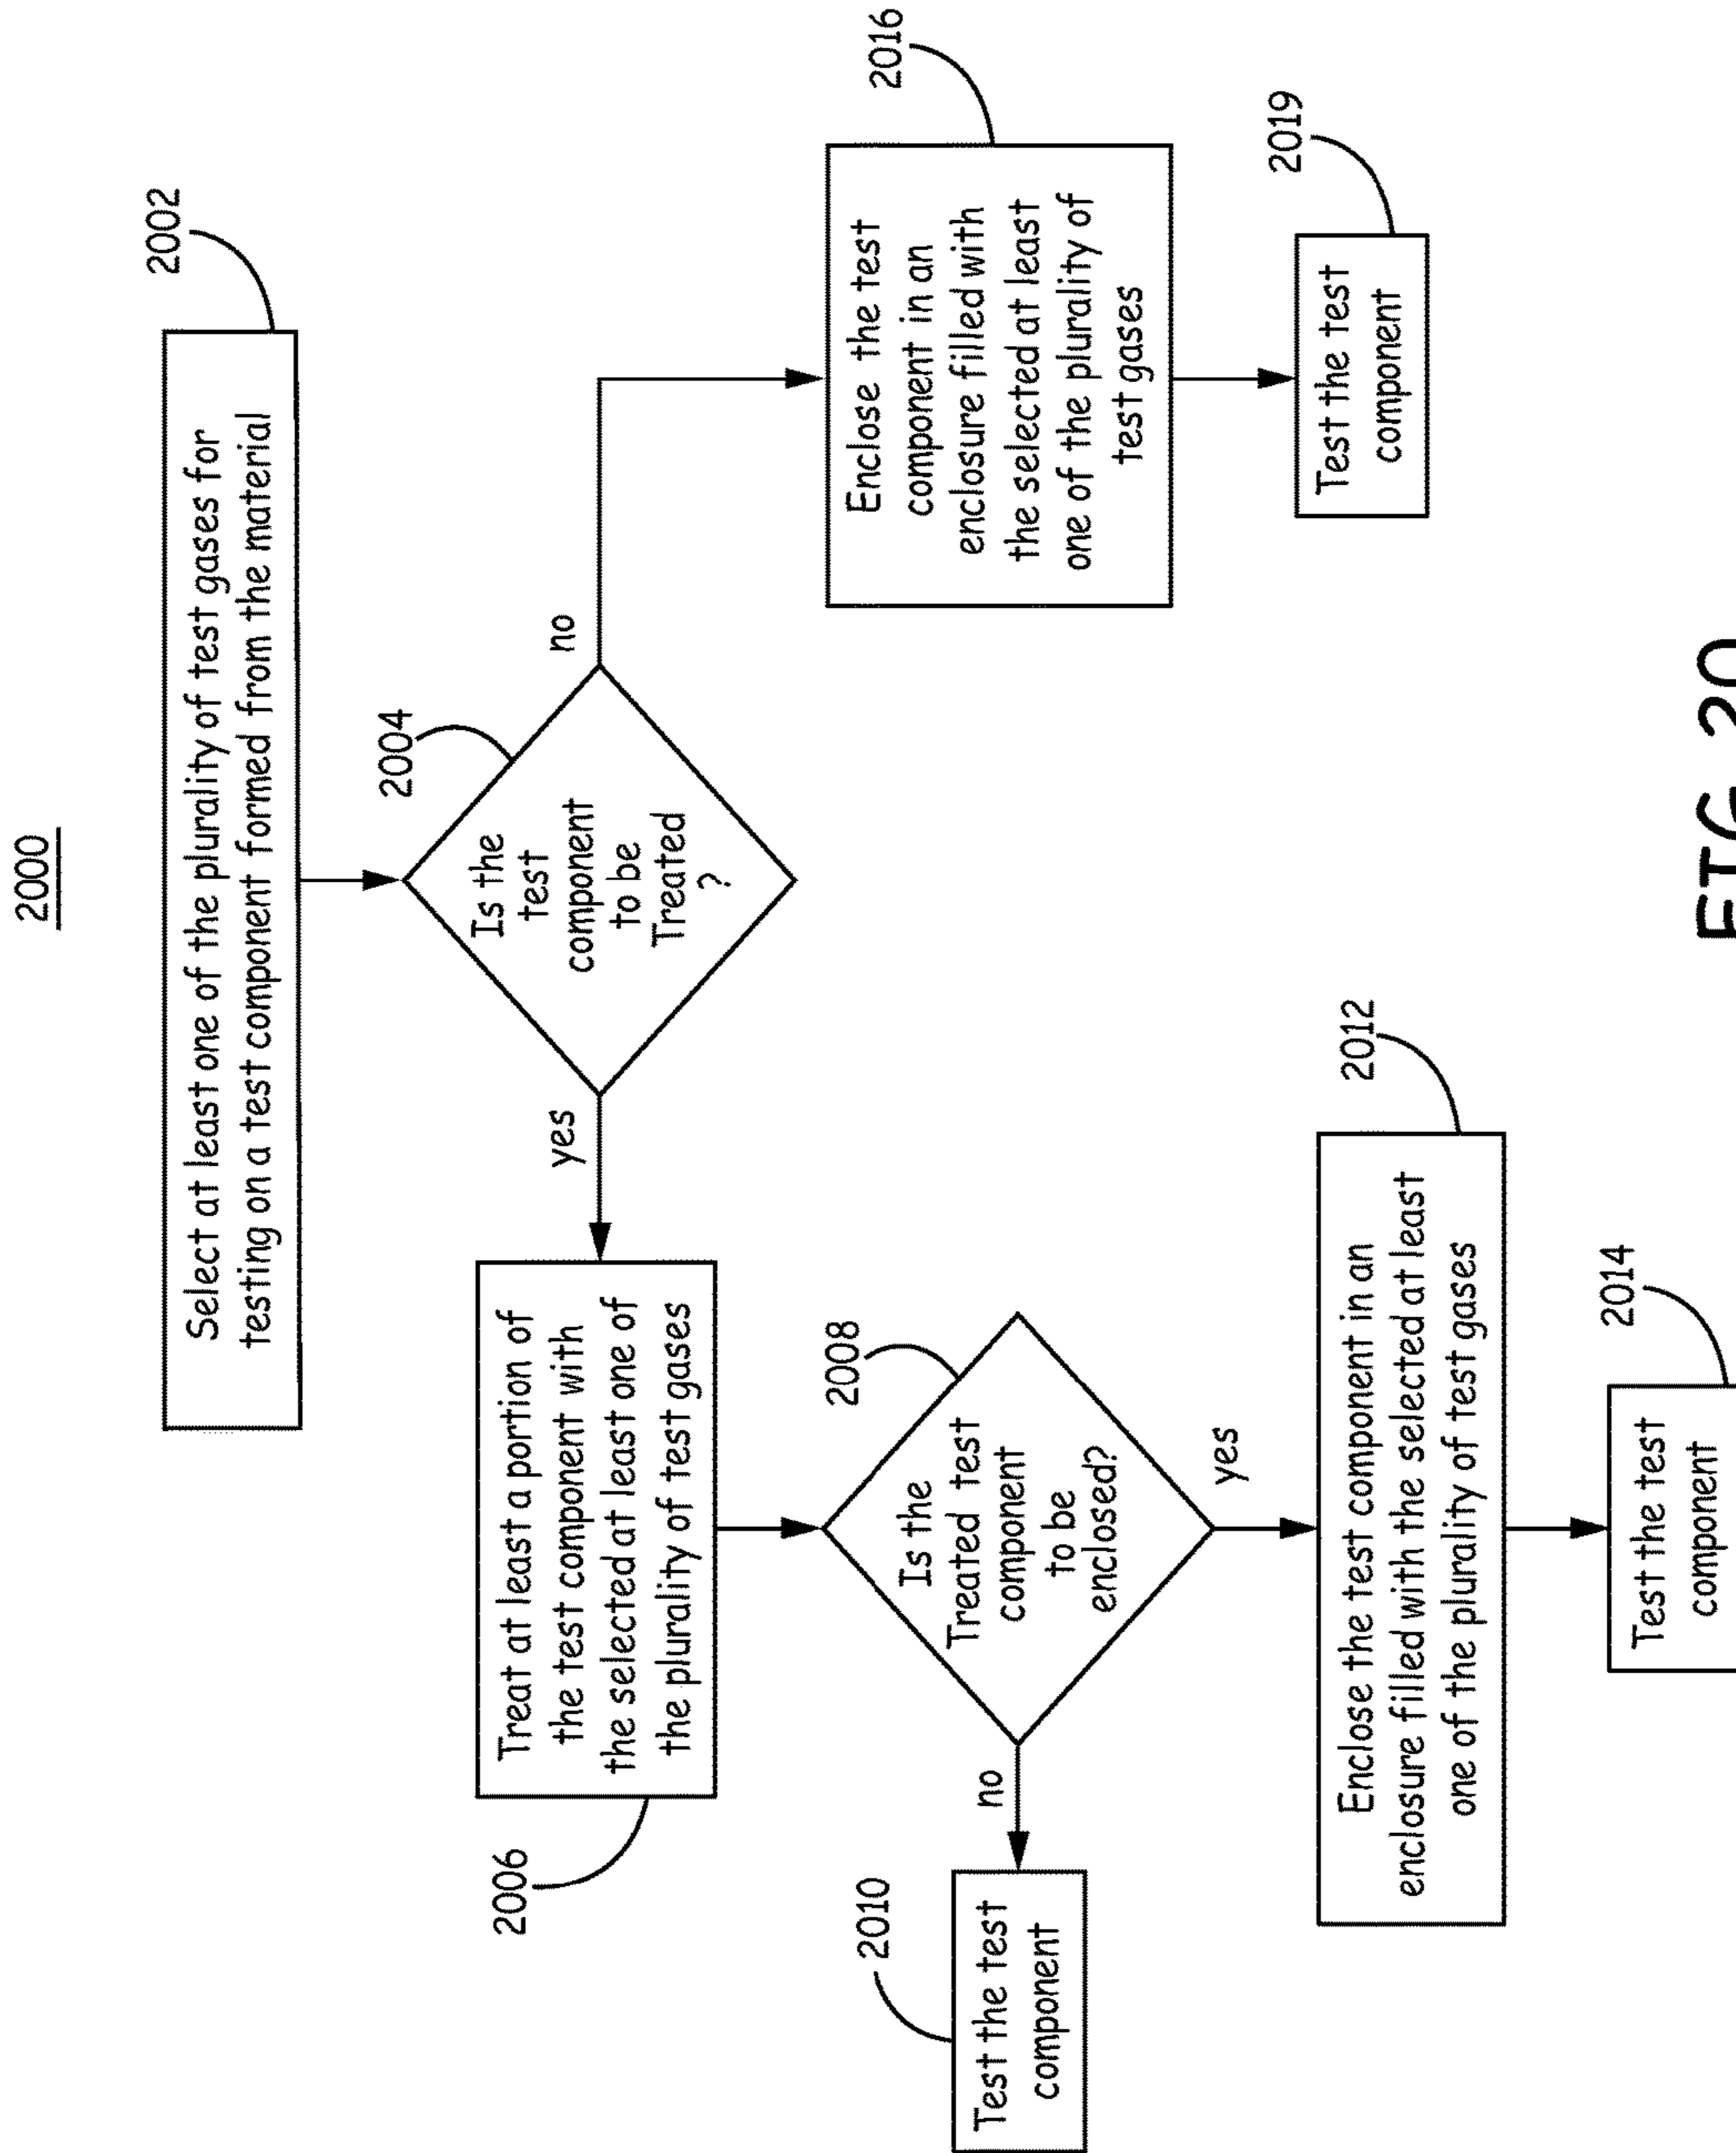 2000
2002
Select at least one of the plurality of test gases for
testing on a test component formed from the material
2004
Is the
test
component
to be
Treated
?
yes
no
2006
Treat at least a portion of
the test component with
the selected at least one of
the plurality of test gases
2016
Enclose the test
component in an
enclosure filled with
the selected at least
one of the plurality of
test gases
2008
Is the
Treated test
component
to be
enclosed?
no
yes
2010
Test the test
component
2019
Test the test
component
2012
Enclose the test component in an
enclosure filled with the selected at least
one of the plurality of test gases
2014
Test the test
component
FIG. 20